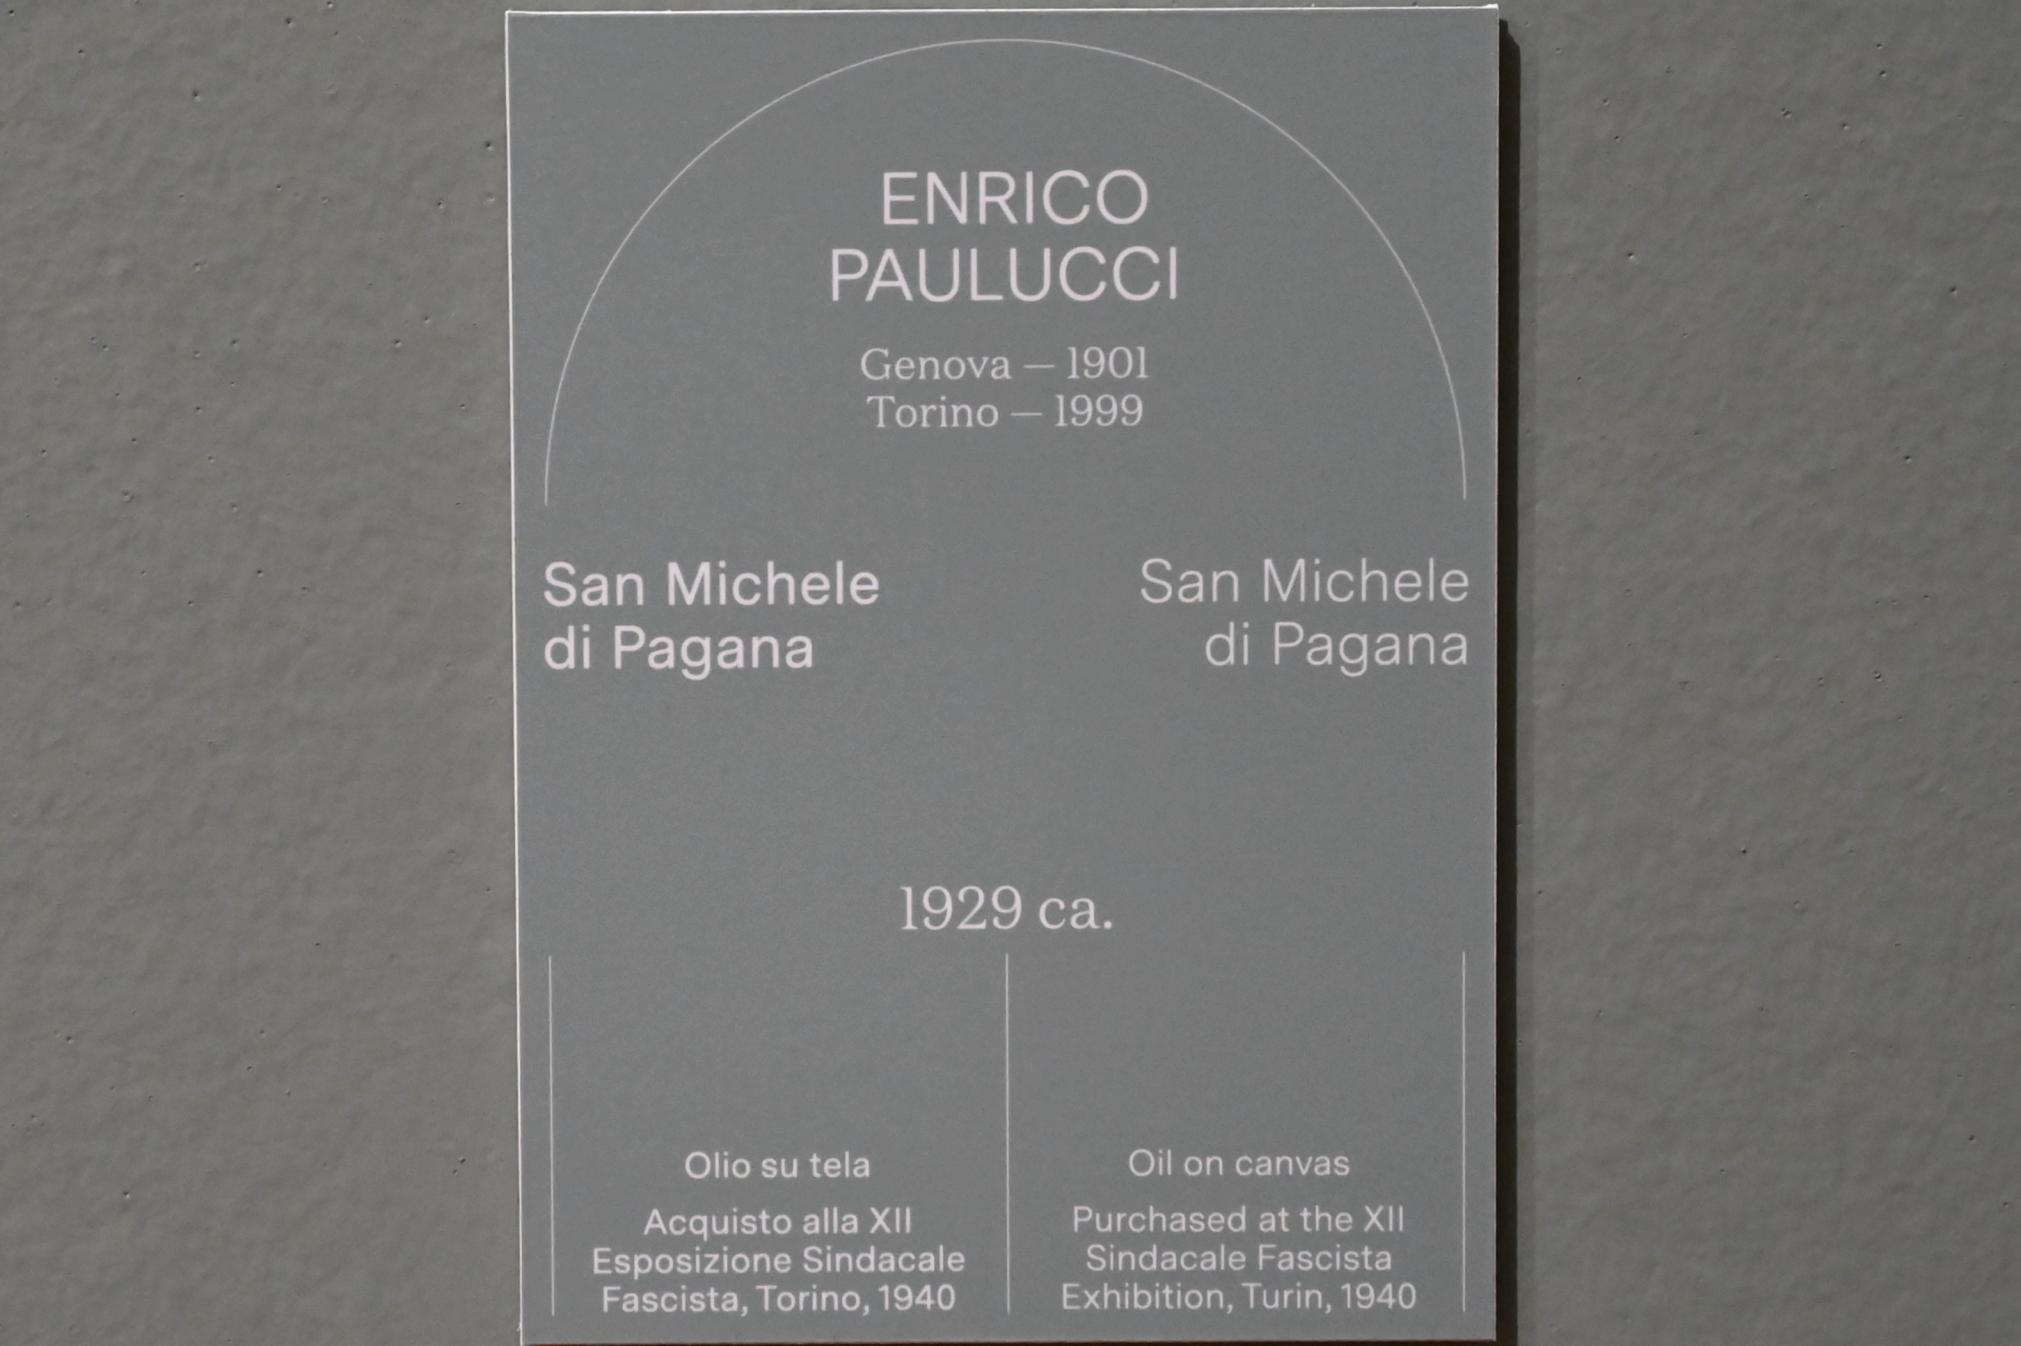 ENRICO
PAULUCCI
Genova — 1901
Torino — 1999
San Michele
di Pagana
San Michele
di Pagana
1929 ca.
Olio su tela
Acquisto alla XII
Esposizione Sindacale
Fascista, Torino, 1940
Oil on canvas
Purchased at the XII
Sindacale Fascista
Exhibition, Turin, 1940